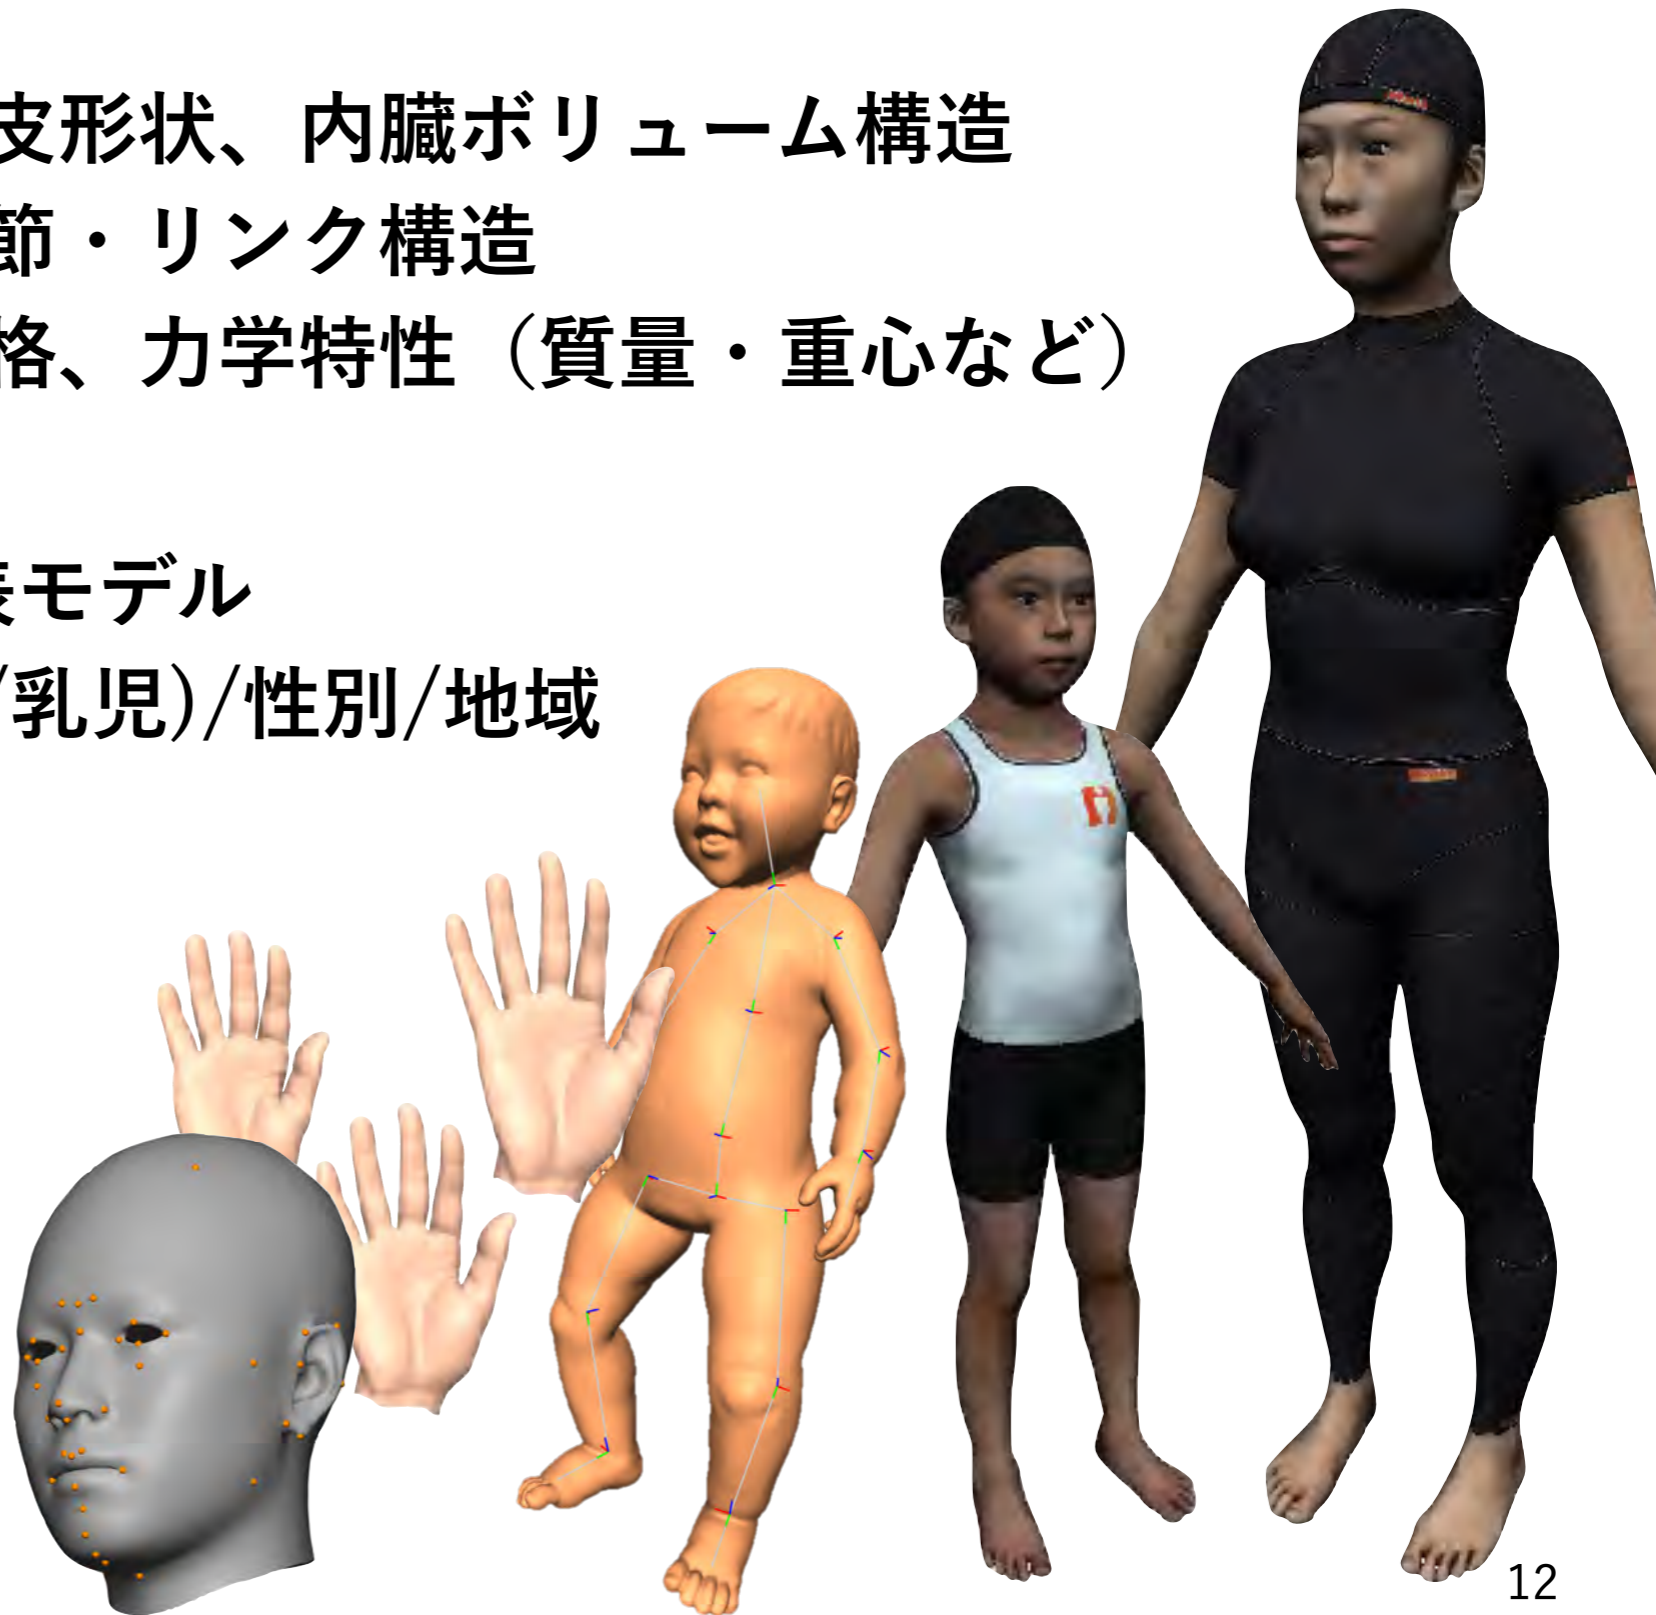 皮形状、内臓ボリューム構造
節・リンク構造
格、力学特性（質量・重心など）
表モデル
/乳児)/性別/地域
12